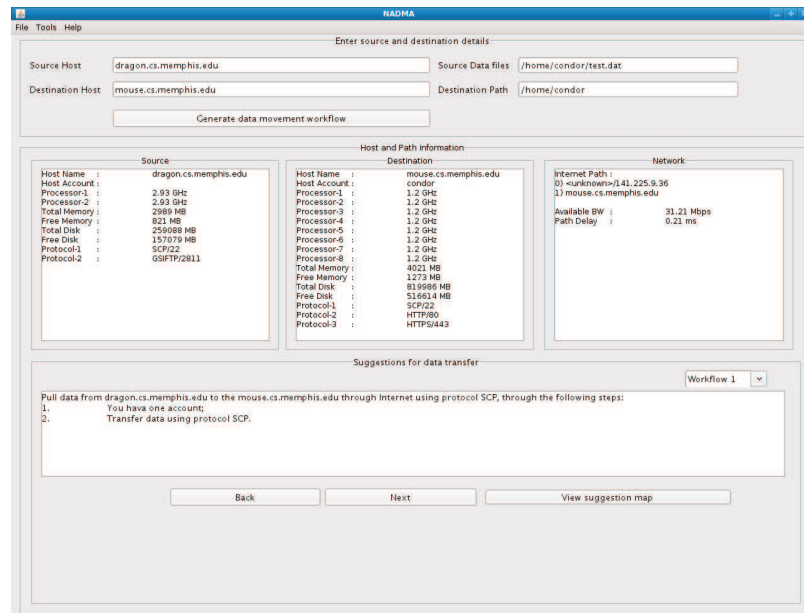 NADMA
File Tools Help
Enter source and destination details
Source Host dragon.cs.memphis.edu Source Data files /home/condor/test.dat
Destination Host mouse.cs.memphis.edu Destination Path /home/condor
Generate data movement workflow
Host and Path information
Source
Host Name : dragon.cs.memphis.edu
Host Account :
Processor-1 : 2.93 GHz
Processor-2 : 2.93 GHz
Total Memory : 2989 MB
Free Memory : 821 MB
Total Disk : 259088 MB
Free Disk : 157079 MB
Protocol-1 : SCP/22
Protocol-2 : GSIFTP/2811
Destination
Host Name : mouse.cs.memphis.edu
Host Account : condor
Processor-1 : 1.2 GHz
Processor-2 : 1.2 GHz
Processor-3 : 1.2 GHz
Processor-4 : 1.2 GHz
Processor-5 : 1.2 GHz
Processor-6 : 1.2 GHz
Processor-7 : 1.2 GHz
Processor-8 : 1.2 GHz
Total Memory : 4021 MB
Free Memory : 1273 MB
Total Disk : 819986 MB
Free Disk : 516614 MB
Protocol-1 : SCP/22
Protocol-2 : HTTP/80
Protocol-3 : HTTPS/443
Network
Internet Path :
0) <unknown>/141.225.9.36
1) mouse.cs.memphis.edu
Available BW : 31.21 Mbps
Path Delay : 0.21 ms
Suggestions for data transfer
Workflow 1
Pull data from dragon.cs.memphis.edu to the mouse.cs.memphis.edu through Internet using protocol SCP, through the following steps:
1. You hava one account;
2. Transfer data using protocol SCP.
Back Next View suggestion map